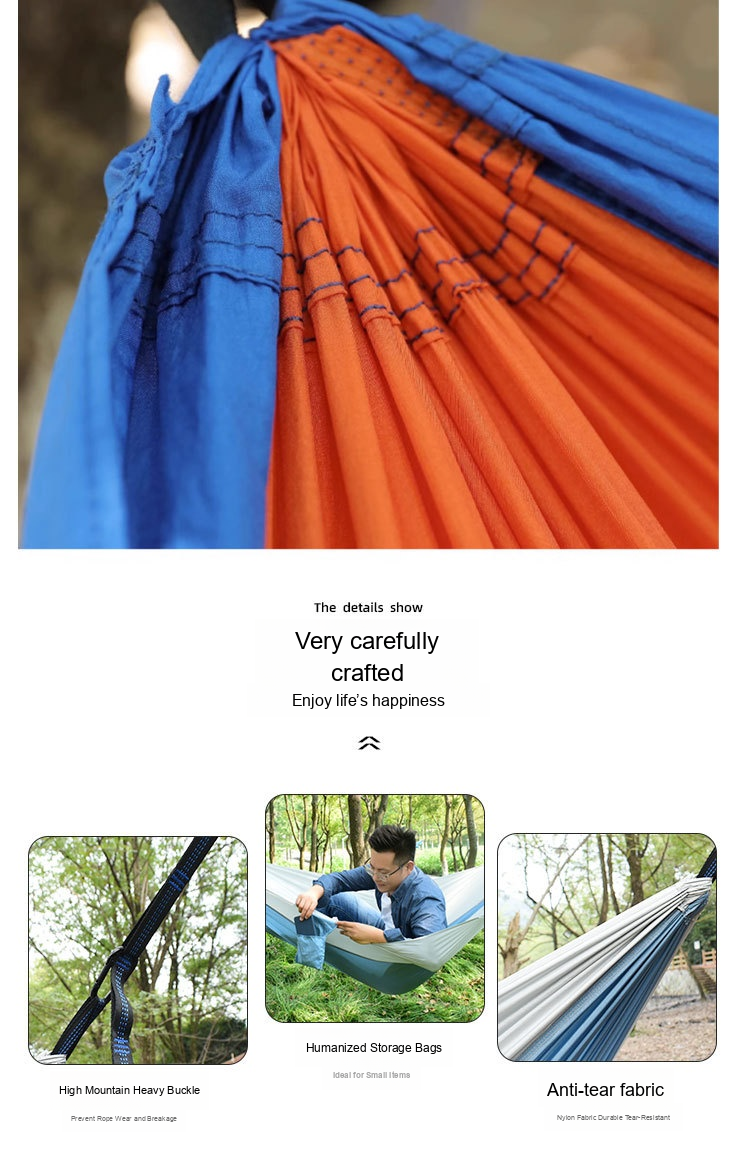 The details show
Very carefully
crafted
Enjoy life’s happiness
Humanized Storage Bags
Ideal for Small Items
High Mountain Heavy Buckle
Prevent Rope Wear and Breakage
Anti-tear fabric
Nylon Fabric Durable Tear-Resistant